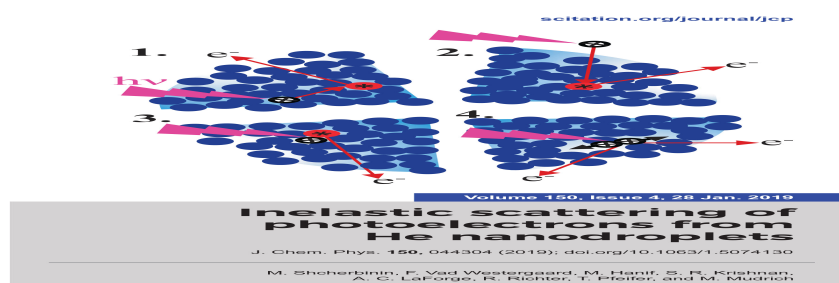 scitation.org/journal/jcp
1.
e⁻
2.
e⁻
hν
3.
e⁻
4.
e⁻
e⁻
Volume 150, Issue 4, 28 Jan. 2019
Inelastic scattering of
photoelectrons from
He nanodroplets
J. Chem. Phys. 150, 044304 (2019); doi.org/10.1063/1.5074130
M. Shcherbinin, F. Vad Westergaard, M. Hanif, S. R. Krishnan,
A. C. LaForge, R. Richter, T. Pfeifer, and M. Mudrich